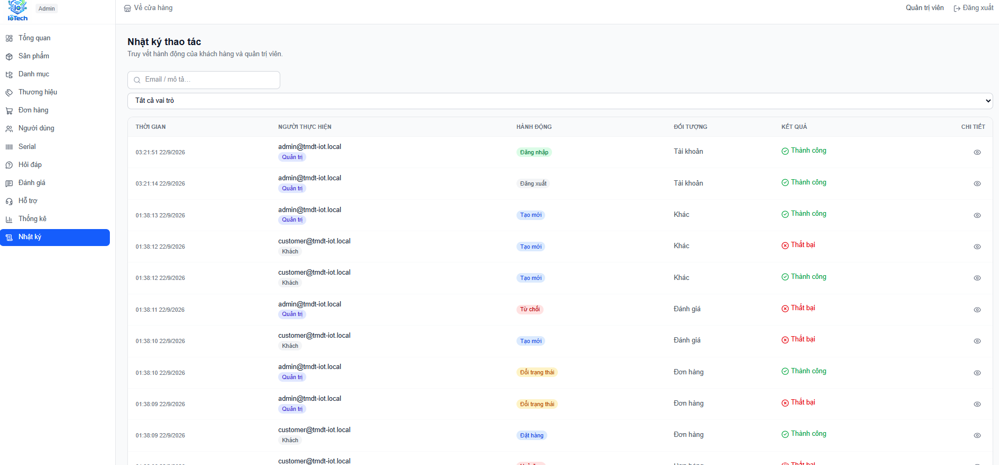 Io
IoTech
Admin
Về cửa hàng
Quản trị viên
Đăng xuất
Tổng quan
Sản phẩm
Danh mục
Thương hiệu
Đơn hàng
Người dùng
Serial
Hỏi đáp
Đánh giá
Hỗ trợ
Thống kê
Nhật ký
Nhật ký thao tác
Truy vết hành động của khách hàng và quản trị viên.
Email / mô tả...
Tất cả vai trò
THỜI GIAN NGƯỜI THỰC HIỆN HÀNH ĐỘNG ĐỐI TƯỢNG KẾT QUẢ CHI TIẾT
03:21:51 22/9/2026 admin@tmdt-iot.local Đăng nhập Tài khoản Thành công
Quản trị
03:21:14 22/9/2026 admin@tmdt-iot.local Đăng xuất Tài khoản Thành công
Quản trị
01:38:13 22/9/2026 admin@tmdt-iot.local Tạo mới Khác Thành công
Quản trị
01:38:12 22/9/2026 customer@tmdt-iot.local Tạo mới Khác Thất bại
Khách
01:38:12 22/9/2026 customer@tmdt-iot.local Tạo mới Khác Thành công
Khách
01:38:11 22/9/2026 admin@tmdt-iot.local Từ chối Đánh giá Thất bại
Quản trị
01:38:10 22/9/2026 customer@tmdt-iot.local Tạo mới Đánh giá Thất bại
Khách
01:38:10 22/9/2026 admin@tmdt-iot.local Đổi trạng thái Đơn hàng Thành công
Quản trị
01:38:09 22/9/2026 admin@tmdt-iot.local Đổi trạng thái Đơn hàng Thất bại
Quản trị
01:38:09 22/9/2026 customer@tmdt-iot.local Đặt hàng Đơn hàng Thành công
Khách
customer@tmdt-iot.local Đơn hàng Thất bại